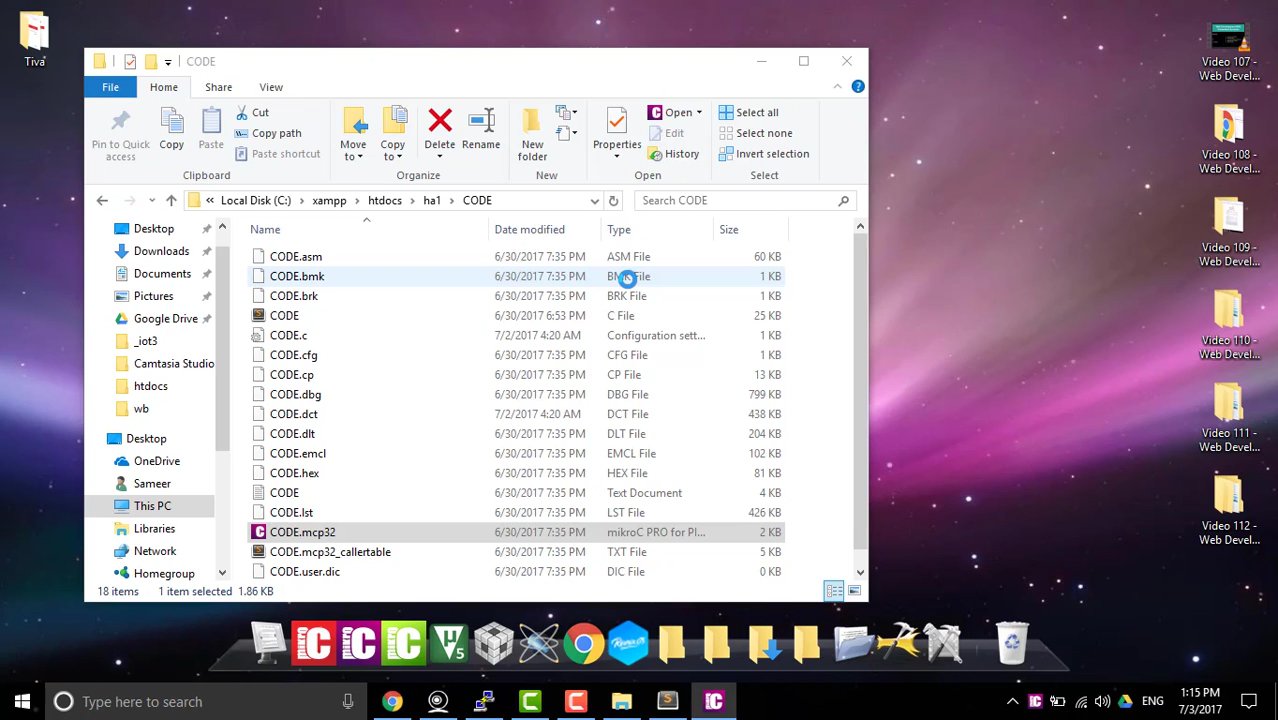 Tiva
CODE
File Home Share View
Pin to Quick access
Copy
Paste
Cut
Copy path
Paste shortcut
Clipboard
Move to
Copy to
Delete
Rename
Organize
New folder
New
Properties
Open
Edit
History
Open
Select all
Select none
Invert selection
Select
« Local Disk (C:) xampp htdocs ha1 CODE
Search CODE
Desktop
Downloads
Documents
Pictures
Google Drive
_iot3
Camtasia Studio
htdocs
wb
Desktop
OneDrive
Sameer
This PC
Libraries
Network
Homegroup
Name Date modified Type Size
CODE.asm 6/30/2017 7:35 PM ASM File 60 KB
CODE.bmk 6/30/2017 7:35 PM BMK File 1 KB
CODE.brk 6/30/2017 7:35 PM BRK File 1 KB
CODE 6/30/2017 6:53 PM C File 25 KB
CODE.c 7/2/2017 4:20 AM Configuration sett... 1 KB
CODE.cfg 6/30/2017 7:35 PM CFG File 1 KB
CODE.cp 6/30/2017 7:35 PM CP File 13 KB
CODE.dbg 6/30/2017 7:35 PM DBG File 799 KB
CODE.dct 7/2/2017 4:20 AM DCT File 438 KB
CODE.dlt 6/30/2017 7:35 PM DLT File 204 KB
CODE.emcl 6/30/2017 7:35 PM EMCL File 102 KB
CODE.hex 6/30/2017 7:35 PM HEX File 81 KB
CODE 6/30/2017 7:35 PM Text Document 4 KB
CODE.lst 6/30/2017 7:35 PM LST File 426 KB
CODE.mcp32 6/30/2017 7:35 PM mikroC PRO for PI... 2 KB
CODE.mcp32_callertable 6/30/2017 7:35 PM TXT File 5 KB
CODE.user.dic 6/30/2017 7:35 PM DIC File 0 KB
18 items 1 item selected 1.86 KB
Video 107 - Web Devel...
Video 108 - Web Devel...
Video 109 - Web Devel...
Video 110 - Web Devel...
Video 111 - Web Devel...
Video 112 - Web Devel...
Type here to search
ENG
1:15 PM
7/3/2017